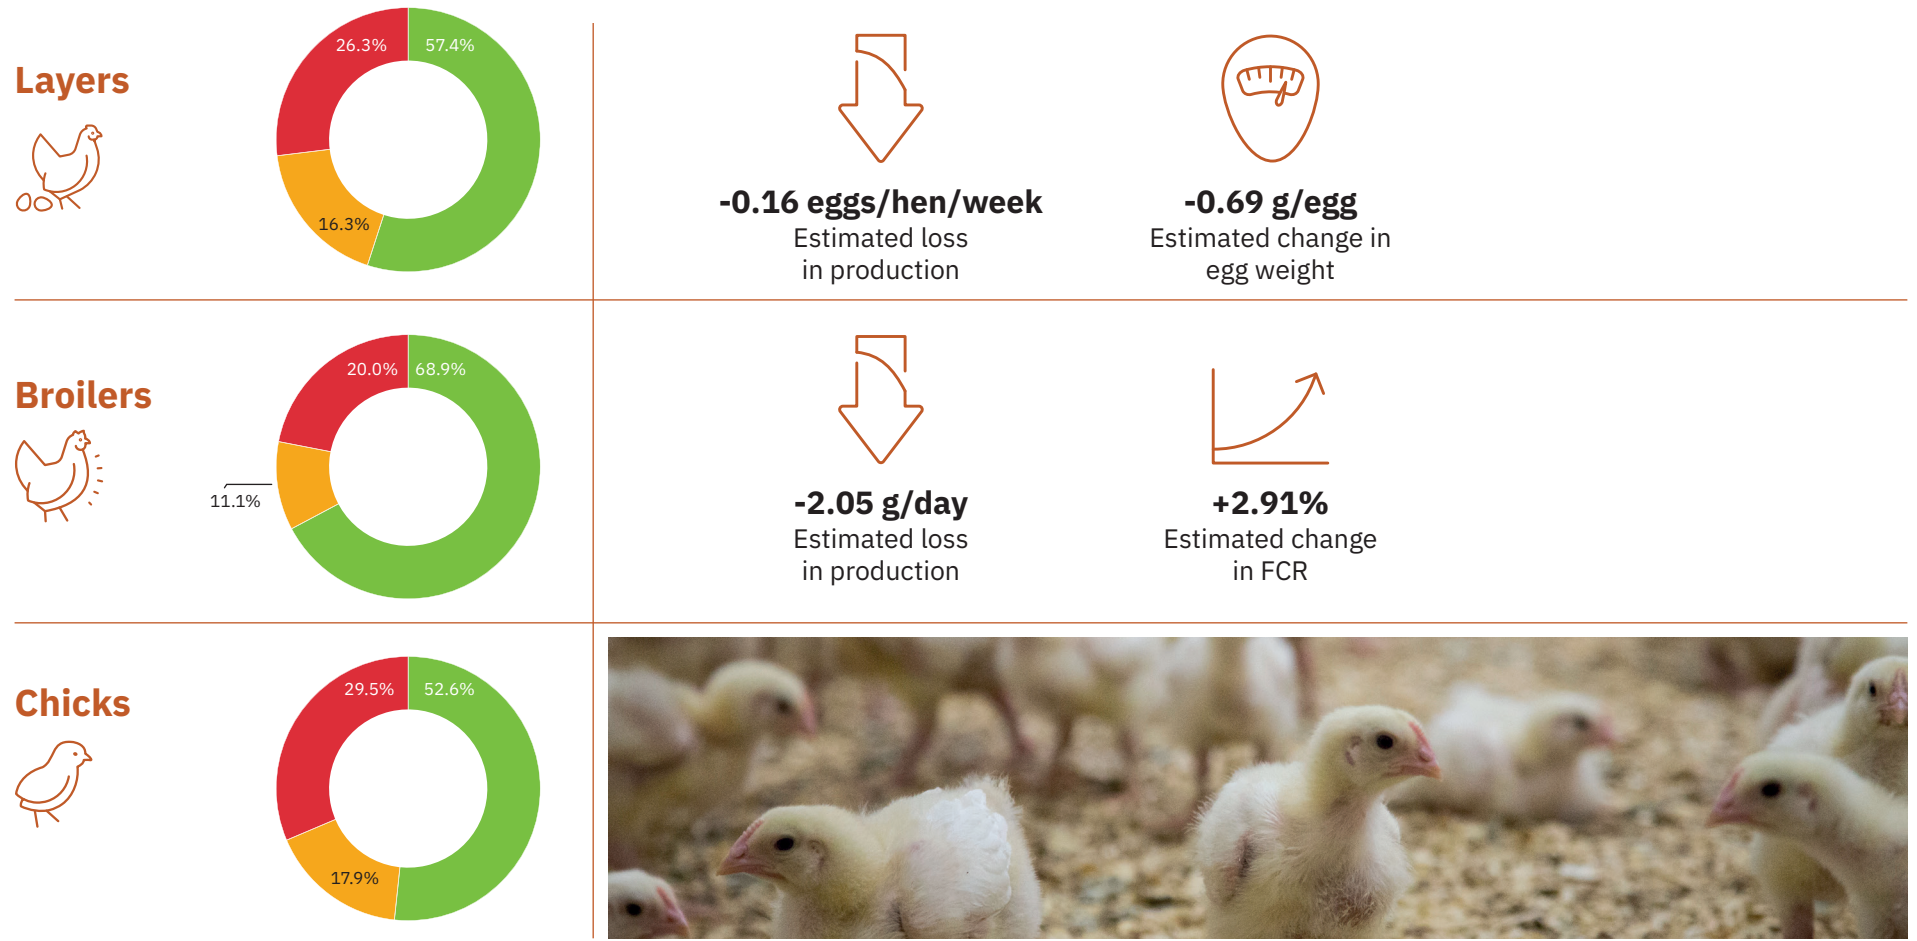 Layers
26.3%
57.4%
16.3%
-0.16 eggs/hen/week
Estimated loss
in production
-0.69 g/egg
Estimated change in
egg weight
Broilers
20.0%
68.9%
11.1%
-2.05 g/day
Estimated loss
in production
+2.91%
Estimated change
in FCR
Chicks
29.5%
52.6%
17.9%